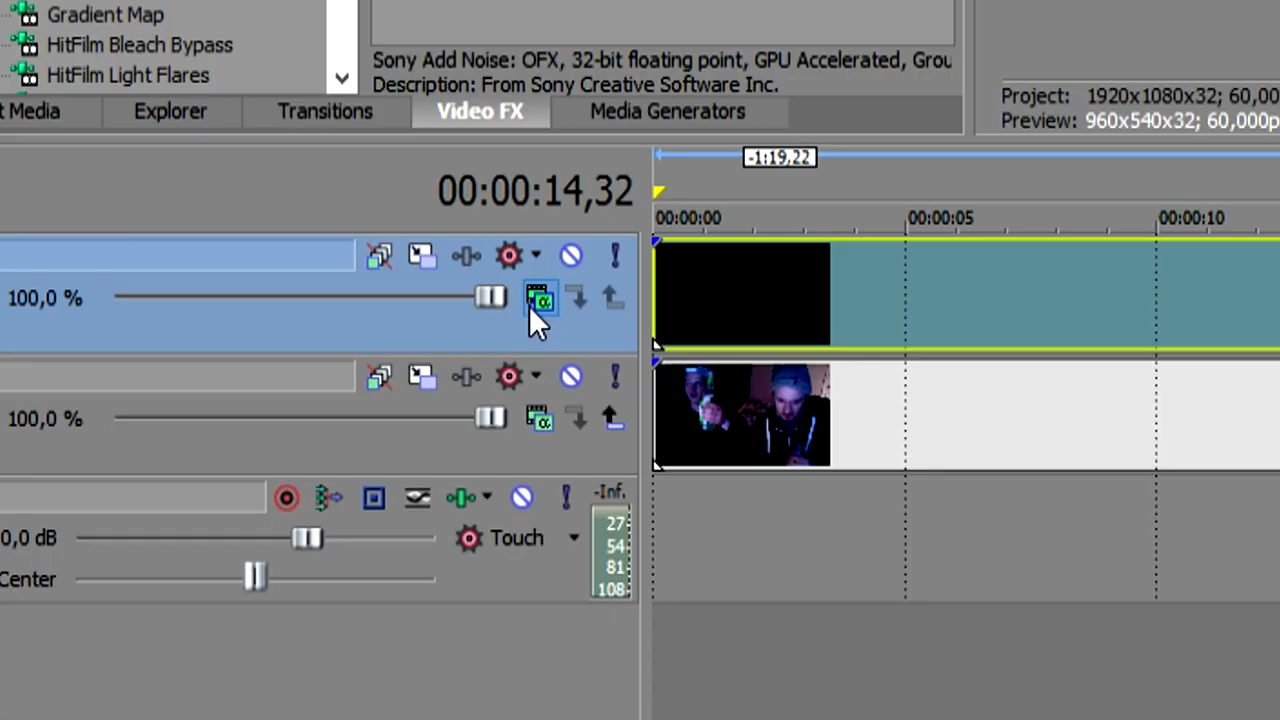 Gradient Map
HitFilm Bleach Bypass
HitFilm Light Flares
Sony Add Noise: OFX, 32-bit floating point, GPU Accelerated, Grou
Description: From Sony Creative Software Inc.
t Media Explorer Transitions Video FX Media Generators
Project: 1920x1080x32; 60,00
Preview: 960x540x32; 60,000p
-1:19,22
00:00:14,32
00:00:00 00:00:05 00:00:10
100,0 %
α
100,0 %
α
-Inf.
0,0 dB
Touch
Center
27
54
81
108